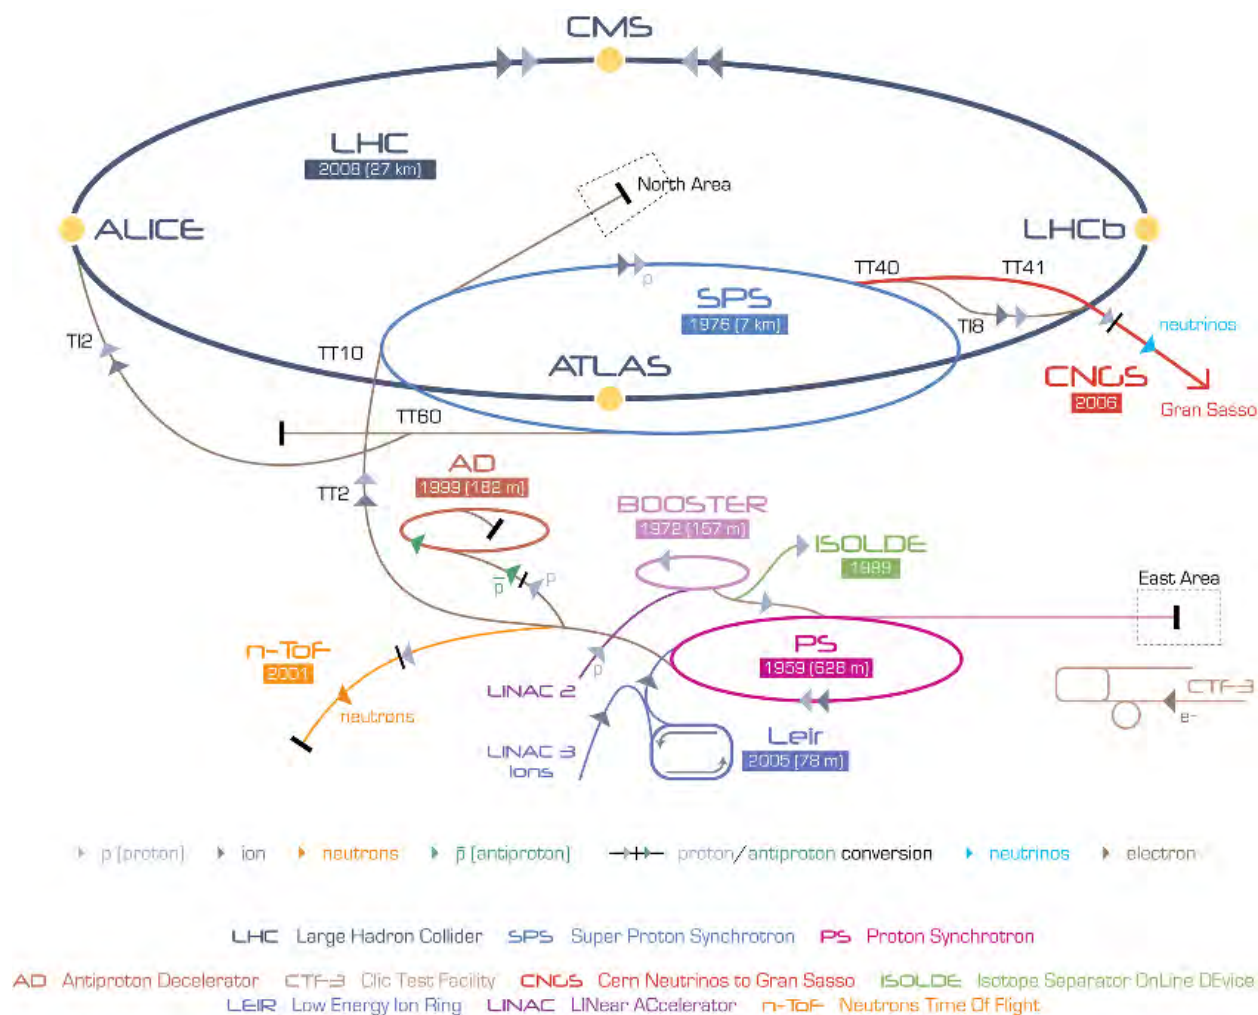 CMS
LHC
2008 (27 km)
North Area
ALICE
LHCb
TT40
TT41
SPS
p
1976 (7 km)
TI8
neutrinos
TI2
TT10
ATLAS
CNGS
2006
Gran Sasso
TT60
AD
1999 (182 m)
TT2
BOOSTER
1972 (157 m)
ISOLDE
1989
p̅
p
East Area
n-ToF
2001
PS
1959 (628 m)
p
LINAC 2
neutrons
CTF-3
e-
Leir
2005 (78 m)
LINAC 3
Ions
p (proton) ion neutrons p̅ (antiproton) proton/antiproton conversion neutrinos electron
LHC Large Hadron Collider SPS Super Proton Synchrotron PS Proton Synchrotron
AD Antiproton Decelerator CTF-3 Clic Test Facility CNGS Cern Neutrinos to Gran Sasso ISOLDE Isotope Separator OnLine DEvice
LEIR Low Energy Ion Ring LINAC LINear ACcelerator n-ToF Neutrons Time Of Flight